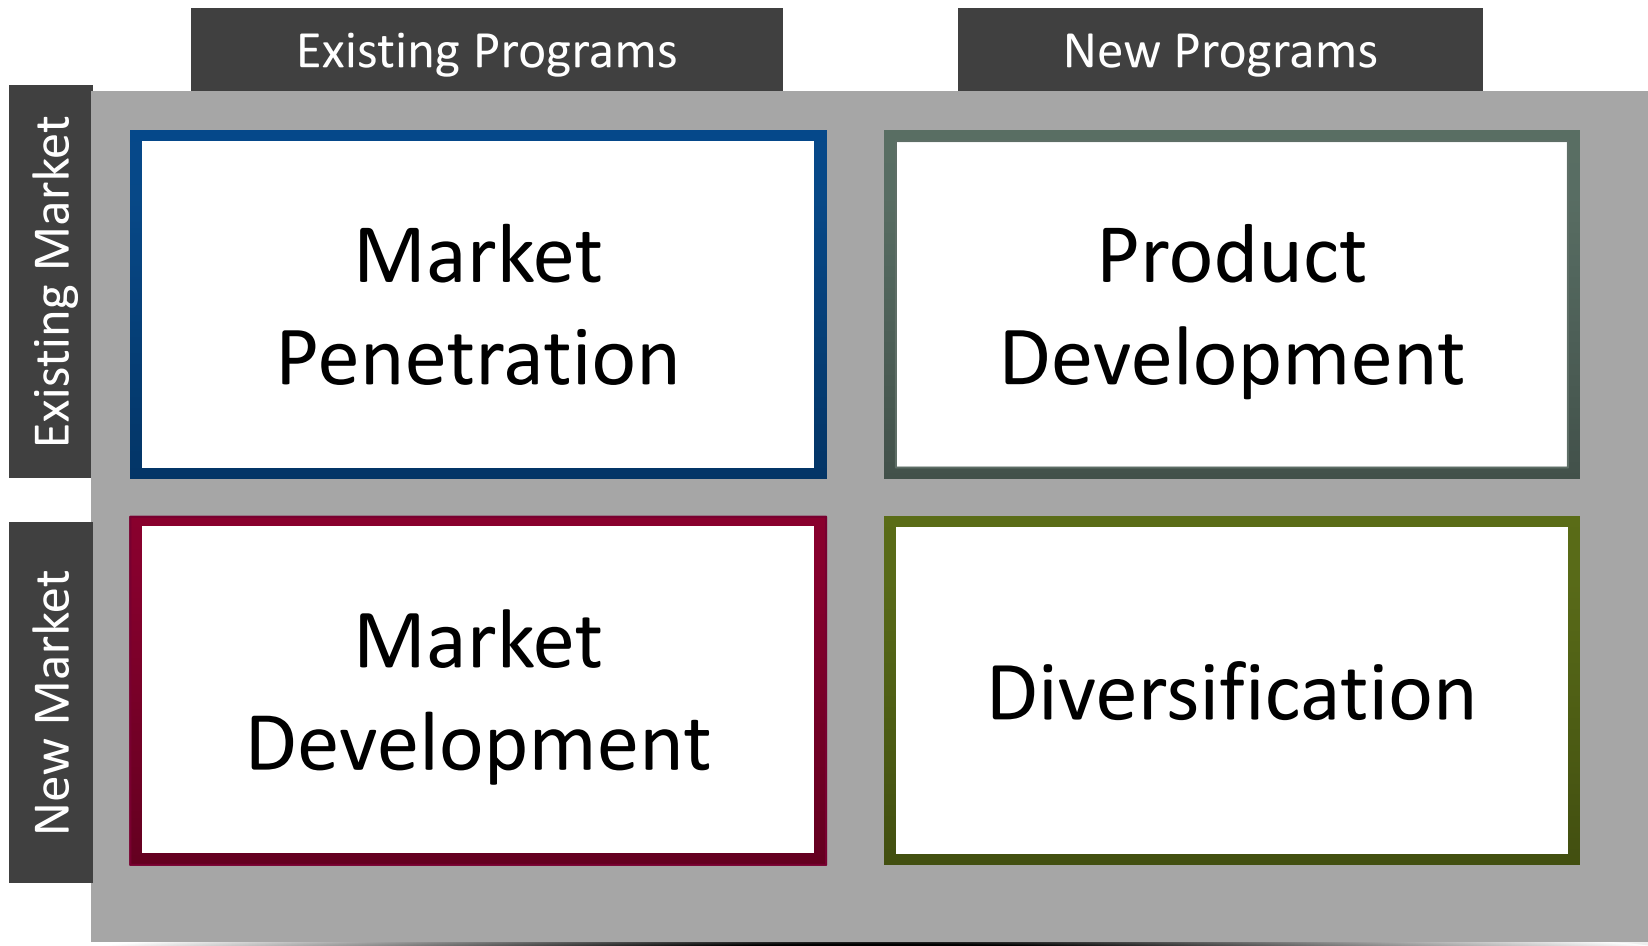 Existing Programs
New Programs
Existing Market
Market
Penetration
Product
Development
New Market
Market
Development
Diversification